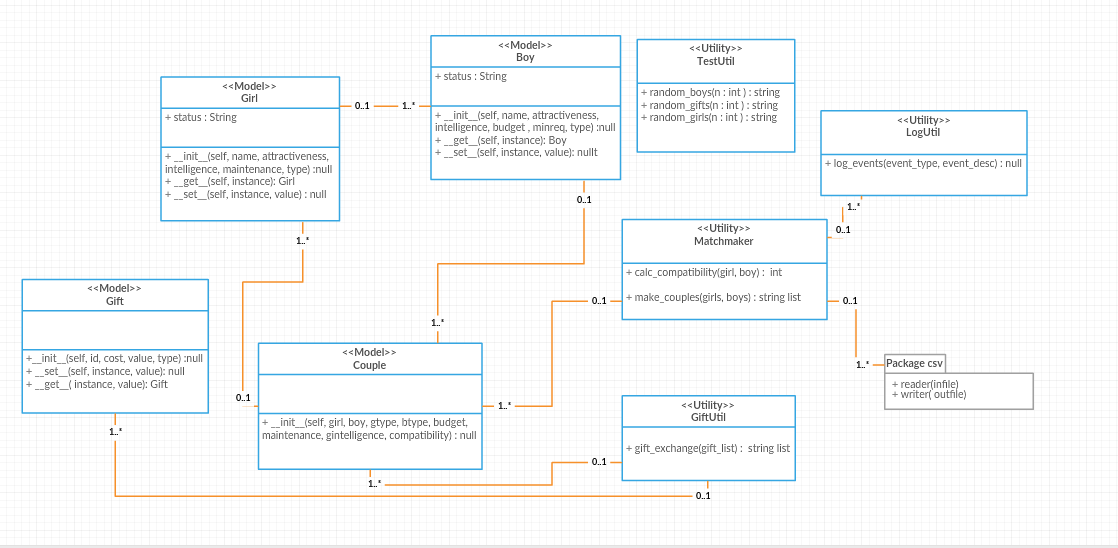 <<Model>>
Boy
+ status : String
+ __init__(self, name, attractiveness,
intelligence, budget , minreq, type) :null
+ __get__(self, instance): Boy
+ __set__(self, instance, value): nullt
<<Utility>>
TestUtil
+ random_boys(n : int ) : string
+ random_gifts(n : int ) : string
+ random_girls(n : int ) : string
<<Model>>
Girl
+ status : String
+ __init__(self, name, attractiveness,
intelligence, maintenance, type) :null
+ __get__(self, instance): Girl
+ __set__(self, instance, value) : null
0..1
1..*
<<Utility>>
LogUtil
+ log_events(event_type, event_desc) : null
1..*
0..1
0..1
1..*
<<Utility>>
Matchmaker
+ calc_compatibility(girl, boy) : int
+ make_couples(girls, boys) : string list
0..1
0..1
<<Model>>
Gift
+__init__(self, id, cost, value, type) :null
+ __set__(self, instance, value): null
+ __get__( instance, value): Gift
1..*
<<Model>>
Couple
+ __init__(self, girl, boy, gtype, btype, budget,
maintenance, gintelligence, compatibility) : null
0..1
1..*
1..*
Package csv
+ reader(infile)
+ writer( outfile)
<<Utility>>
GiftUtil
+ gift_exchange(gift_list) : string list
1..*
0..1
1..*
0..1